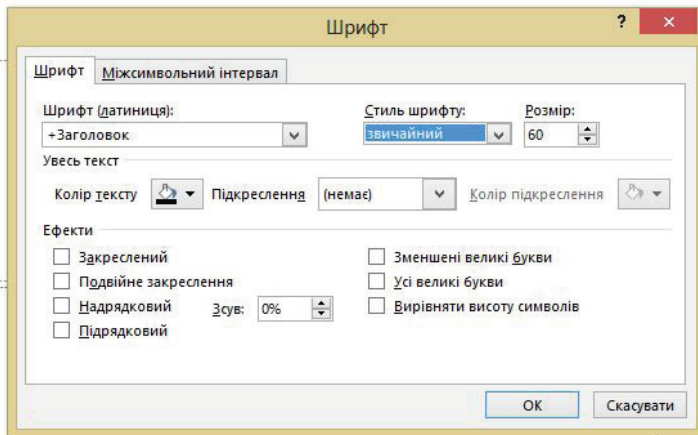 Шрифт ?
Шрифт Міжсимвольний інтервал
Шрифт (латиниця): Стиль шрифту: Розмір:
+Заголовок звичайний 60
Увесь текст
Колір тексту Підкреслення (немає) Колір підкреслення
Ефекти
Закреслений Зменшені великі букви
Подвійне закреслення Усі великі букви
Надрядковий Зсув: 0% Вирівняти висоту символів
Підрядковий
ОК Скасувати